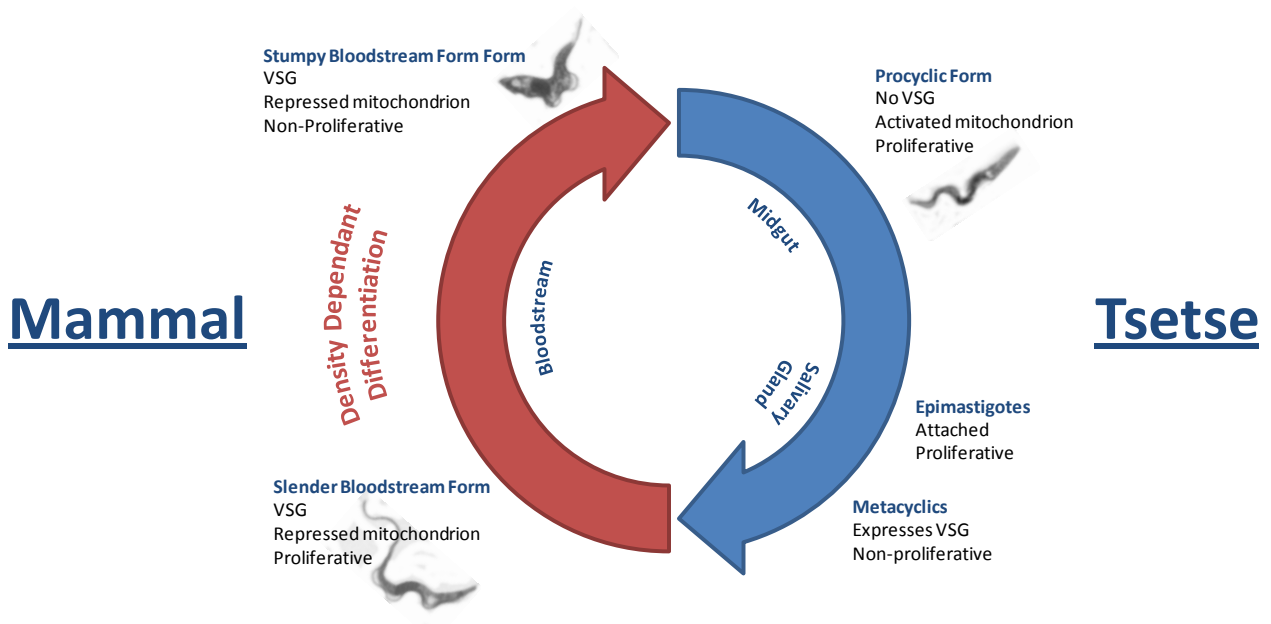 Stumpy Bloodstream Form Form
VSG
Repressed mitochondrion
Non-Proliferative
Procyclic Form
No VSG
Activated mitochondrion
Proliferative
Midgut
Density Dependant
Differentiation
Bloodstream
Mammal
Tsetse
Salivary
Gland
Epimastigotes
Attached
Proliferative
Slender Bloodstream Form
VSG
Repressed mitochondrion
Proliferative
Metacyclics
Expresses VSG
Non-proliferative